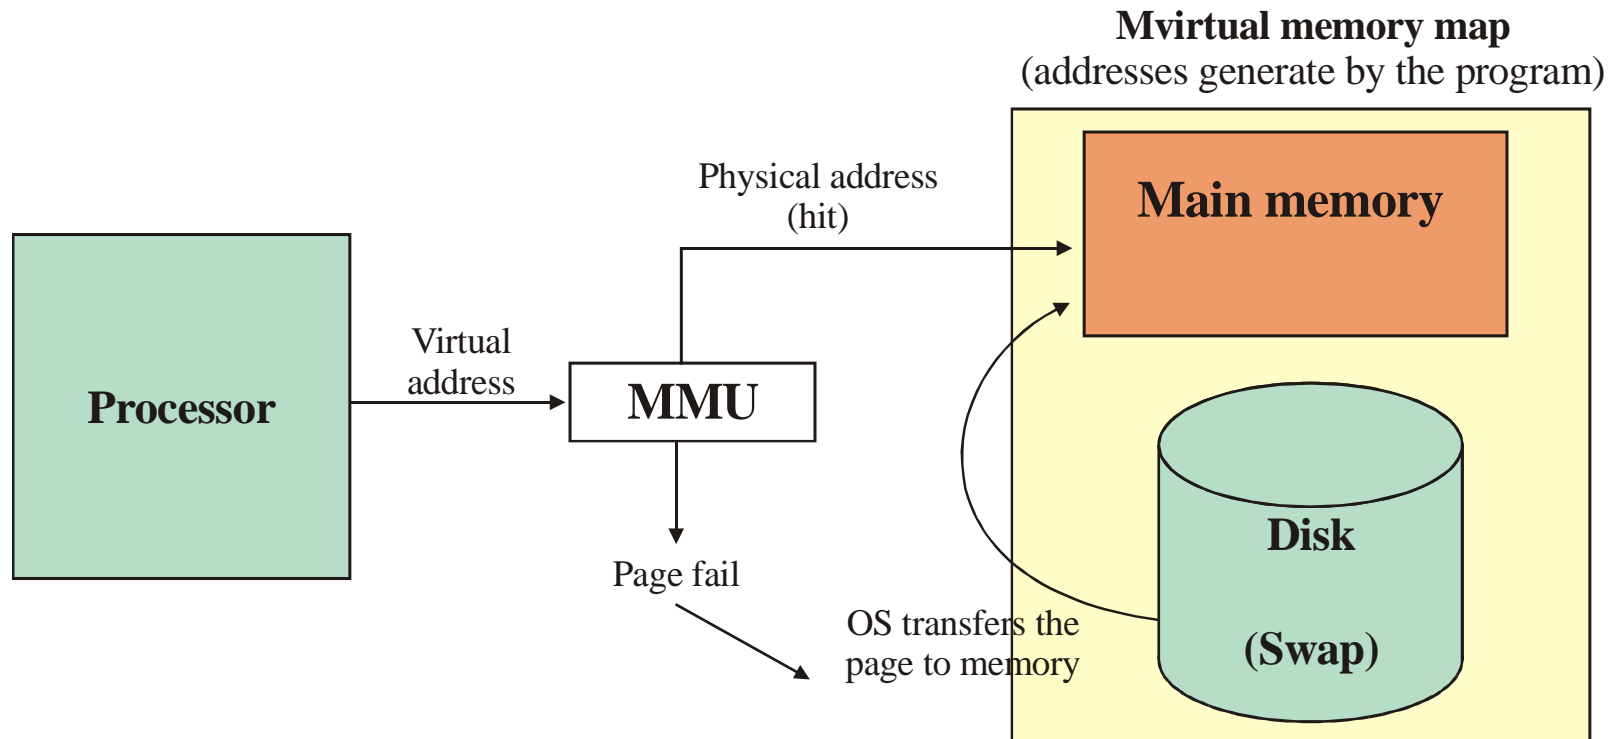 Mvirtual memory map
(addresses generate by the program)
Physical address
(hit)
Main memory
Virtual
address
Processor
MMU
Disk
Page fail
OS transfers the
page to memory
(Swap)